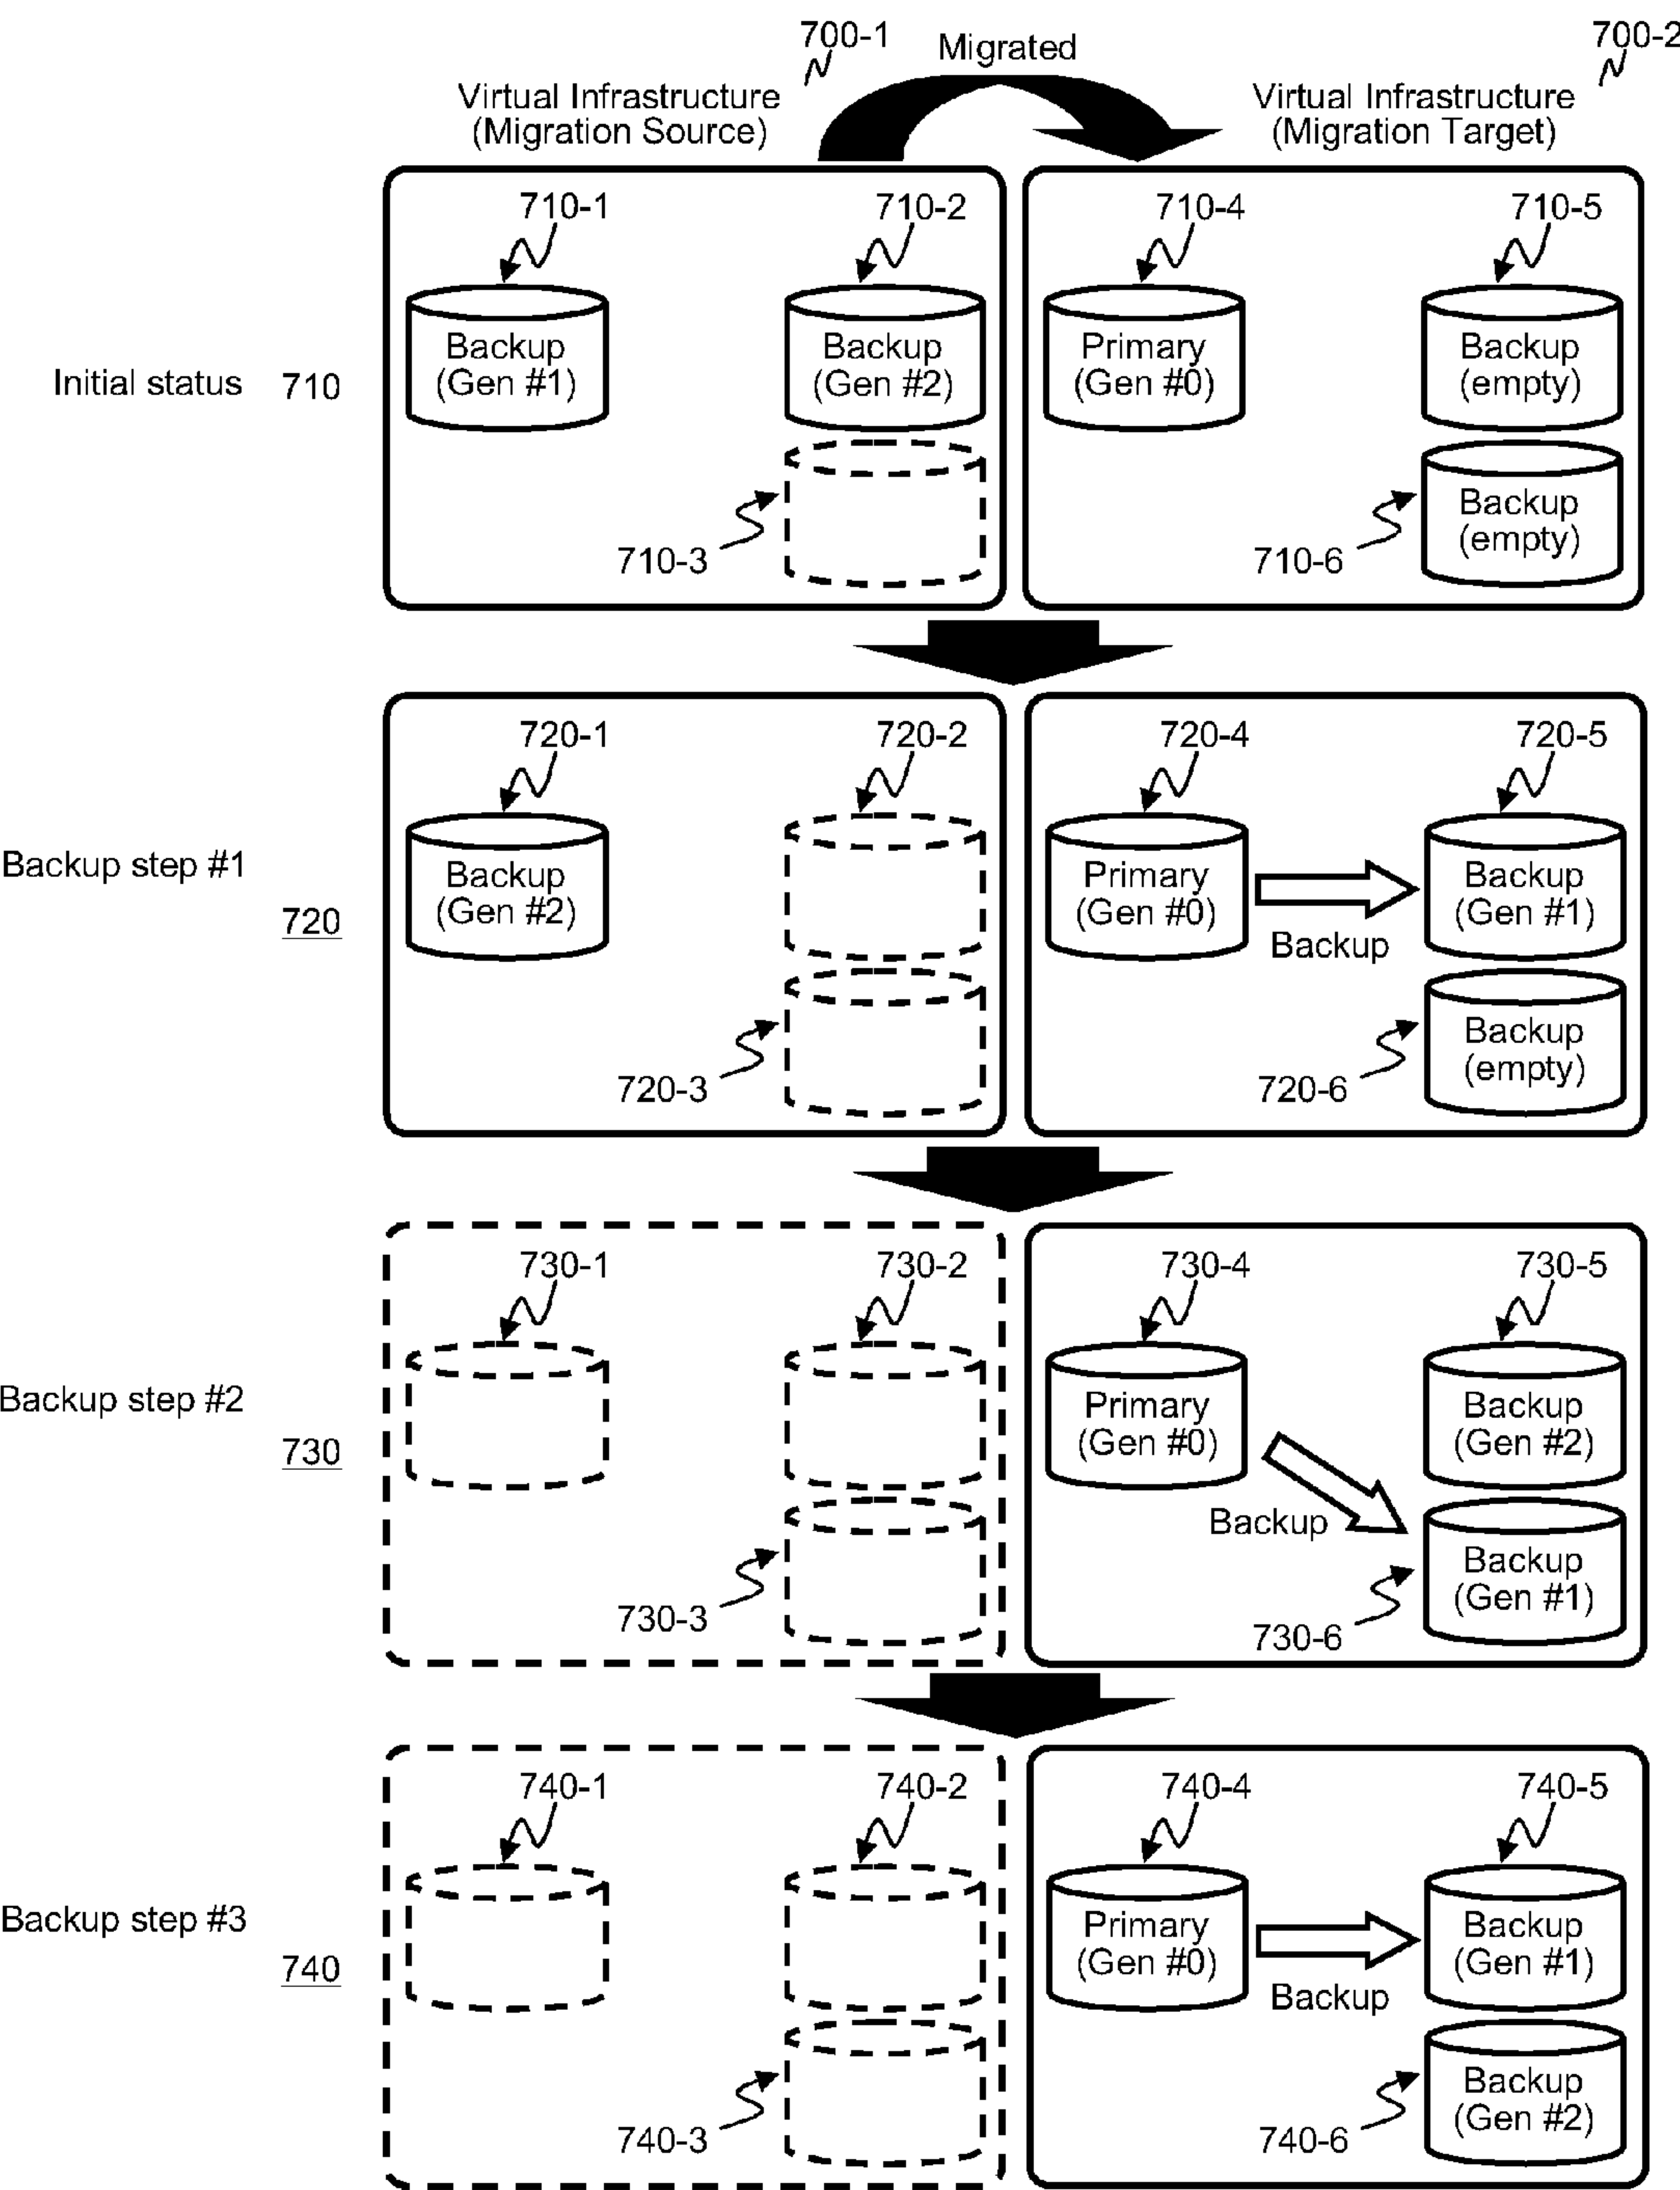 700-1
Migrated
700-2
Virtual Infrastructure
(Migration Source)
Virtual Infrastructure
(Migration Target)
710-1
710-2
710-4
710-5
Initial status 710
Backup
(Gen #1)
Backup
(Gen #2)
Primary
(Gen #0)
Backup
(empty)
710-3
710-6
Backup
(empty)
720-1
720-2
720-4
720-5
Backup step #1
720
Backup
(Gen #2)
Primary
(Gen #0)
Backup
Backup
(Gen #1)
720-3
720-6
Backup
(empty)
730-1
730-2
730-4
730-5
Backup step #2
730
Primary
(Gen #0)
Backup
Backup
(Gen #2)
730-3
730-6
Backup
(Gen #1)
740-1
740-2
740-4
740-5
Backup step #3
740
Primary
(Gen #0)
Backup
Backup
(Gen #1)
740-3
740-6
Backup
(Gen #2)